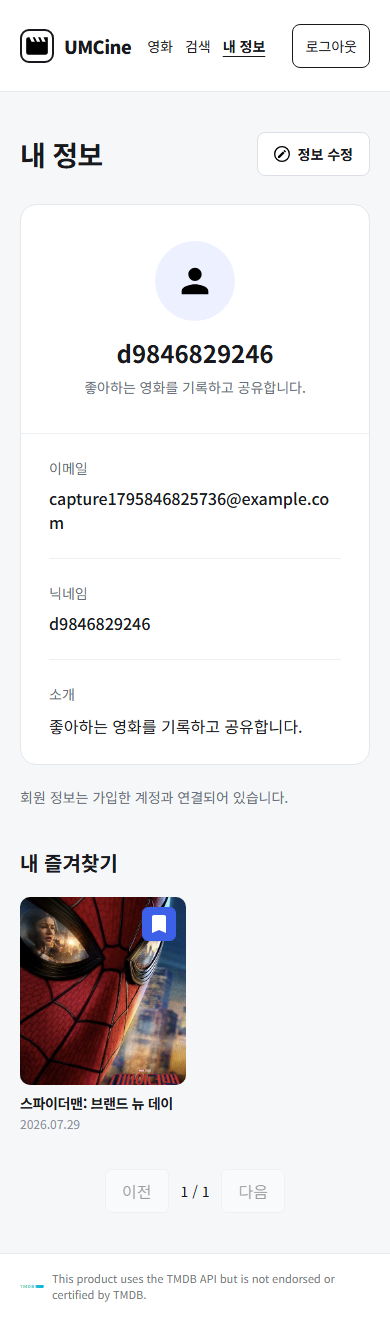 UMCine 영화 검색 내 정보 로그아웃
내 정보
정보 수정
d9846829246
좋아하는 영화를 기록하고 공유합니다.
이메일
capture1795846825736@example.co
m
닉네임
d9846829246
소개
좋아하는 영화를 기록하고 공유합니다.
회원 정보는 가입한 계정과 연결되어 있습니다.
내 즐겨찾기
스파이더맨: 브랜드 뉴 데이
2026.07.29
이전 1 / 1 다음
TMDB
This product uses the TMDB API but is not endorsed or
certified by TMDB.